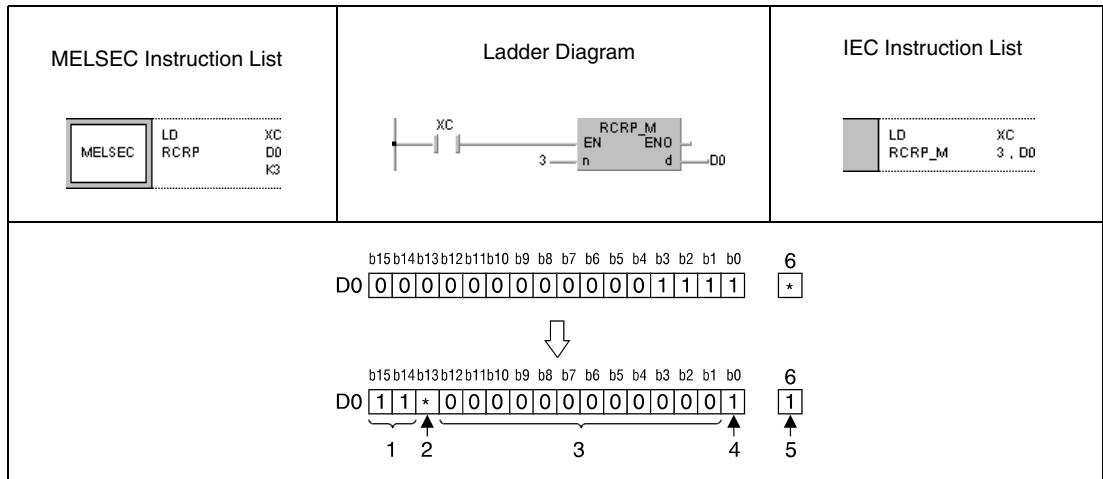 MELSEC Instruction List
Ladder Diagram
IEC Instruction List
MELSEC
LD XC
RCRP D0
K3
XC
RCRP_M
EN ENO
3 n d D0
LD XC
RCRP_M 3 , D0
b15 b14 b13 b12 b11 b10 b9 b8 b7 b6 b5 b4 b3 b2 b1 b0 6
D0 0 0 0 0 0 0 0 0 0 0 0 0 1 1 1 1 *
b15 b14 b13 b12 b11 b10 b9 b8 b7 b6 b5 b4 b3 b2 b1 b0 6
D0 1 1 * 0 0 0 0 0 0 0 0 0 0 0 0 1 1
1 2 3 4 5